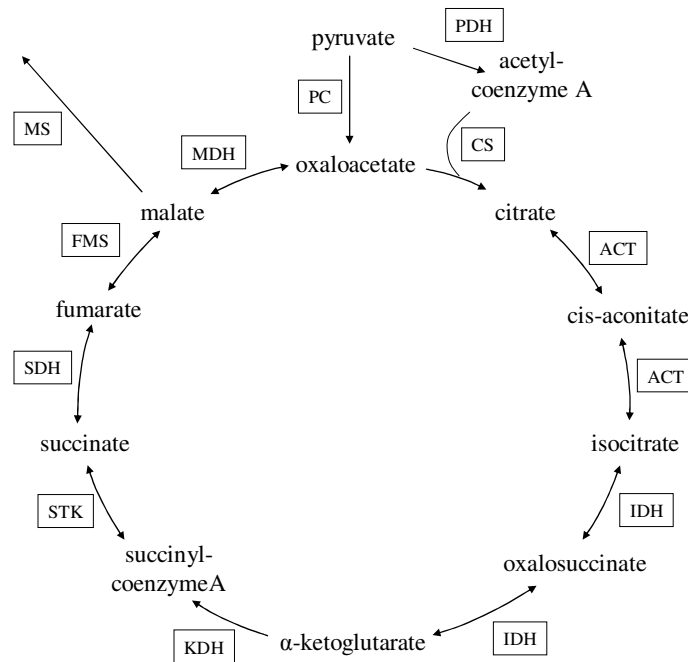 PDH
pyruvate
acetyl-
coenzyme A
PC
MS
CS
MDH
oxaloacetate
malate
citrate
FMS
ACT
fumarate
cis-aconitate
SDH
ACT
succinate
isocitrate
STK
IDH
succinyl-
coenzymeA
oxalosuccinate
KDH
α-ketoglutarate
IDH